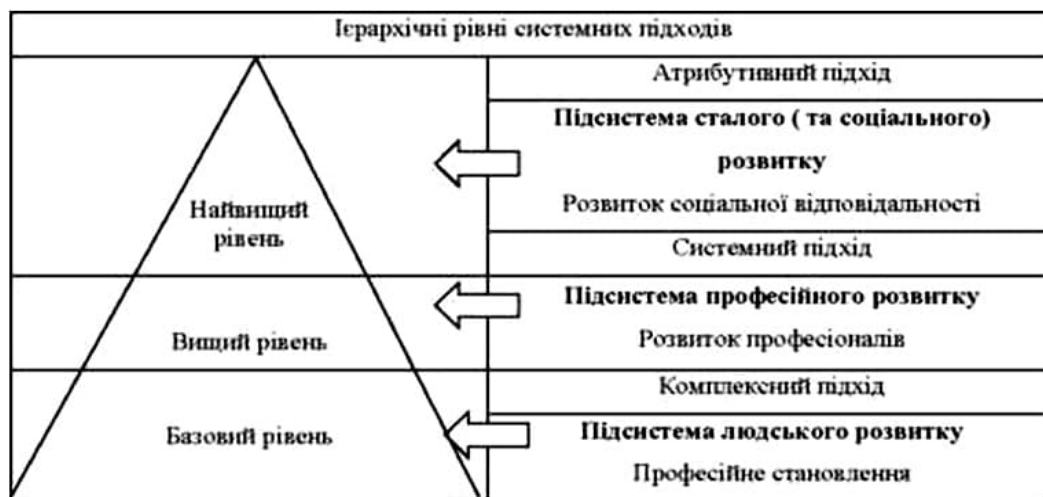 Ієрархічні рівні системних підходів
Атрибутивний підхід
Підсистема сталого ( та соціального)
розвитку
Розвиток соціальної відповідальності
Найвищий
рівень
Системний підхід
Підсистема професійного розвитку
Розвиток професіоналів
Вищий рівень
Комплексний підхід
Підсистема людського розвитку
Професійне становлення
Базовий рівень